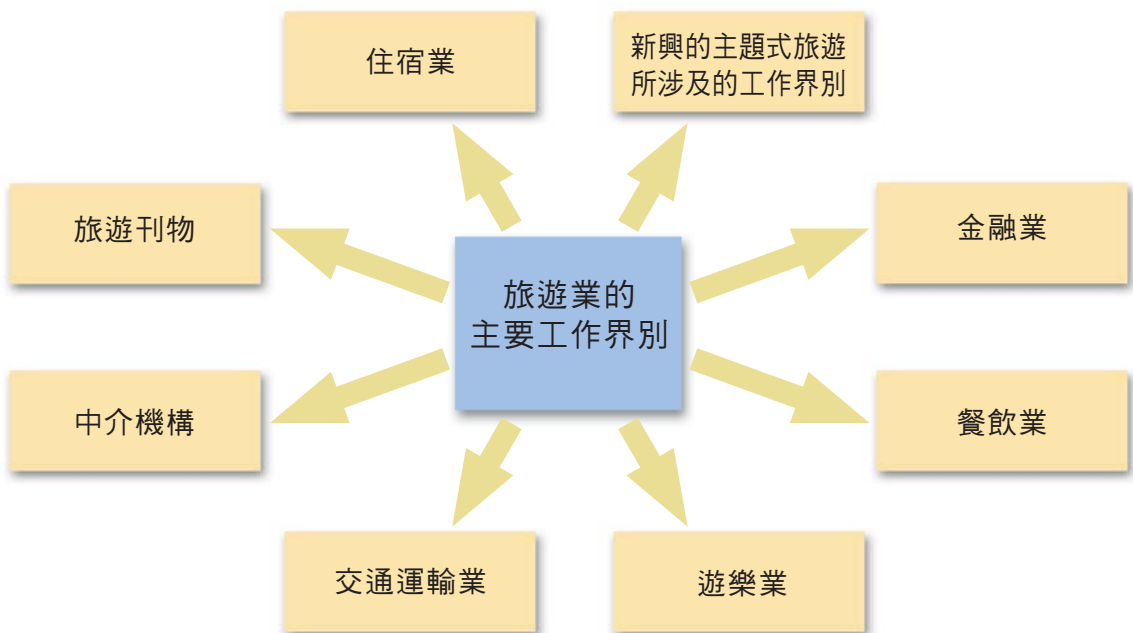 住宿業
新興的主題式旅遊
所涉及的工作界別
旅遊刊物
金融業
旅遊業的
主要工作界別
中介機構
餐飲業
交通運輸業
遊樂業